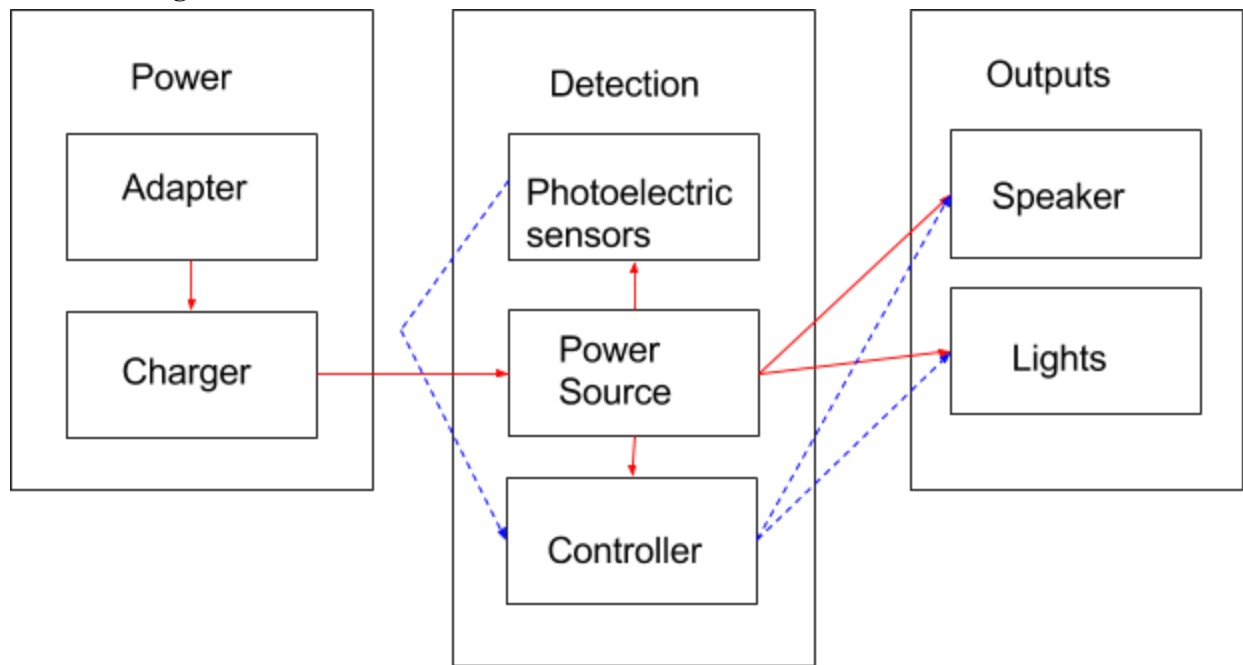 Power
Adapter
Charger
Detection
Photoelectric
sensors
Power
Source
Controller
Outputs
Speaker
Lights